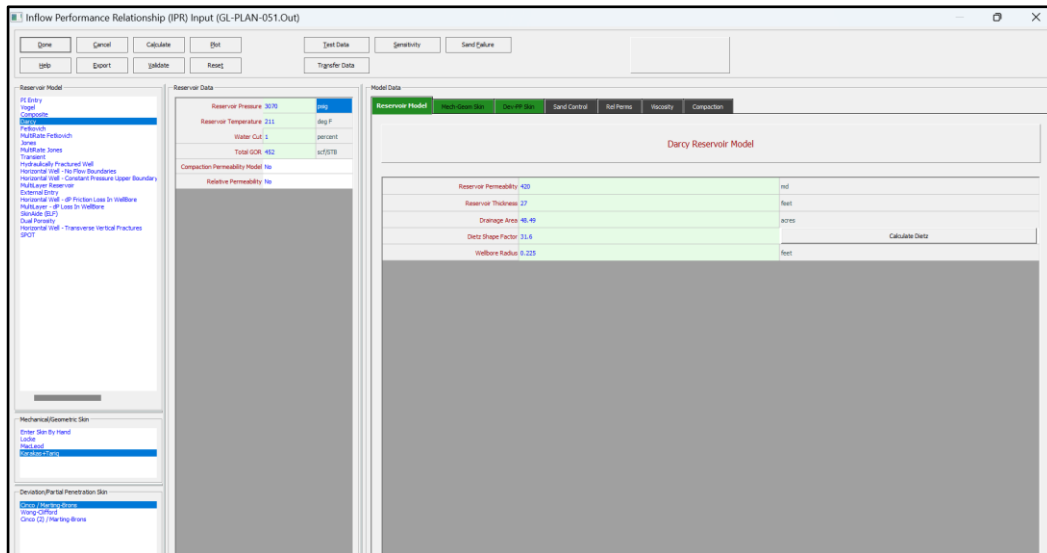 Inflow Performance Relationship (IPR) Input (GL-PLAN-051.Out)
Done Cancel Calculate Plot Test Data Sensitivity Sand Failure
Help Export Validate Reset Transfer Data
Reservoir Model
PI Entry
Vogel
Composite
Darcy
Fetkovich
MultiRate Fetkovich
Jones
MultiRate Jones
Transient
Hydraulically Fractured Well
Horizontal Well - No Flow Boundaries
Horizontal Well - Constant Pressure Upper Boundary
MultiLayer Reservoir
External Entry
Horizontal Well - dP Friction Loss In WellBore
MultiLayer - dP Loss In WellBore
SkinAide (ELF)
Dual Porosity
Horizontal Well - Transverse Vertical Fractures
SPOT
Mechanical/Geometric Skin
Enter Skin By Hand
Locke
MacLeod
Karakas+Tariq
Deviation/Partial Penetration Skin
Cinco / Marting-Brons
Wong-Clifford
Cinco (2) / Marting-Brons
Reservoir Data
Reservoir Pressure 3070 psig
Reservoir Temperature 211 deg F
Water Cut 1 percent
Total GOR 452 scf/STB
Compaction Permeability Model No
Relative Permeability No
Model Data
Reservoir Model Mech-Geom Skin Dev-PP Skin Sand Control Rel Perms Viscosity Compaction
Darcy Reservoir Model
Reservoir Permeability 420 md
Reservoir Thickness 27 feet
Drainage Area 48.49 acres
Dietz Shape Factor 31.6 Calculate Dietz
Wellbore Radius 0.225 feet